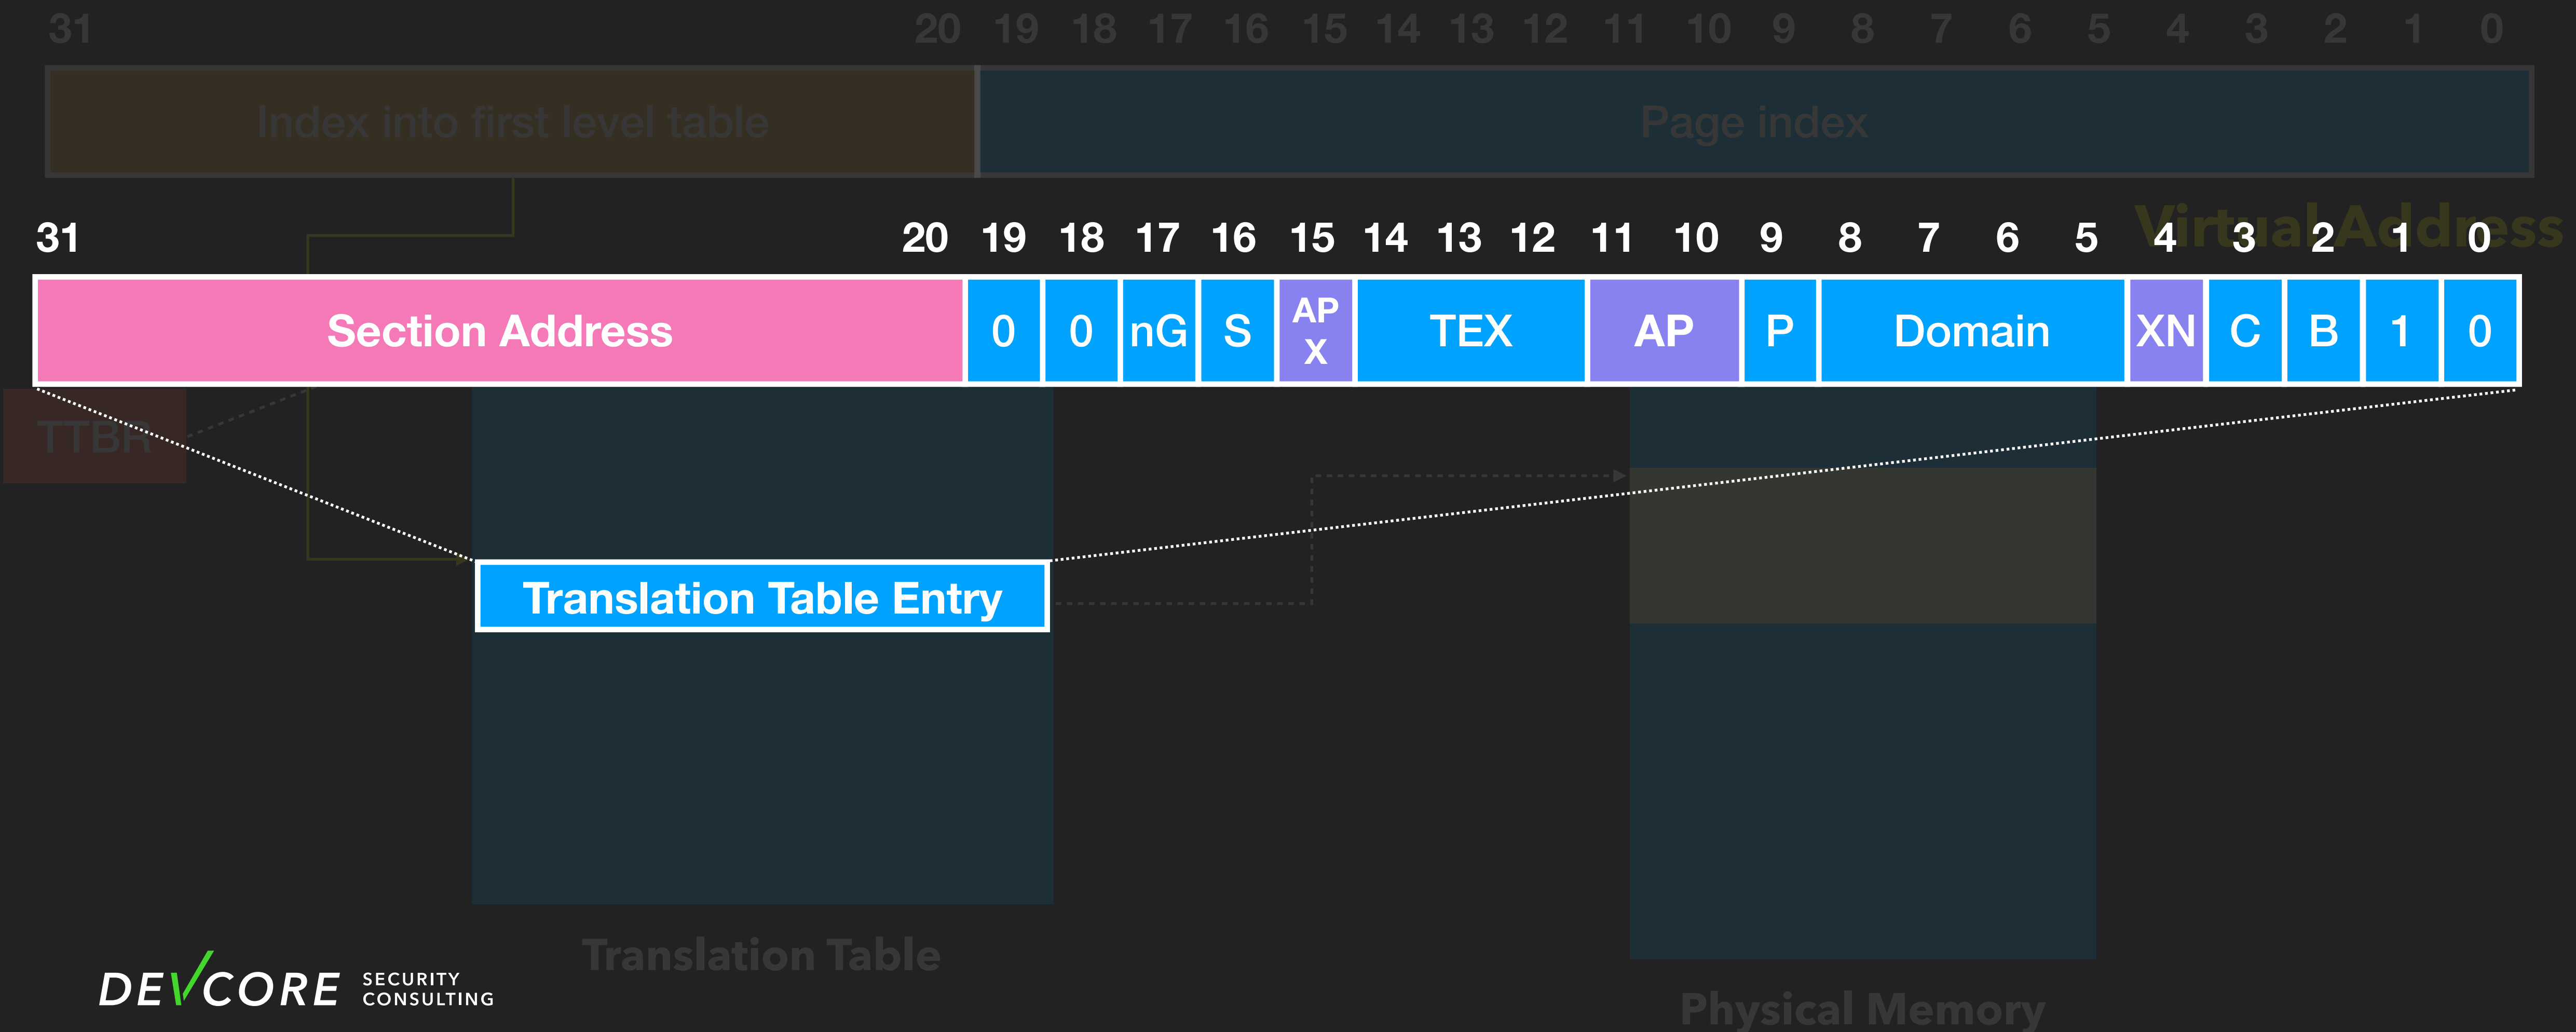 31 20 19 18 17 16 15 14 13 12 11 10 9 8 7 6 5 4 3 2 1 0
Index into first level table Page index
Virtual Address
31 20 19 18 17 16 15 14 13 12 11 10 9 8 7 6 5 4 3 2 1 0
Section Address 0 0 nG S AP TEX AP P Domain XN C B 1 0
X
TTBR
Translation Table Entry
Translation Table
Physical Memory
DEVCORE SECURITY
CONSULTING